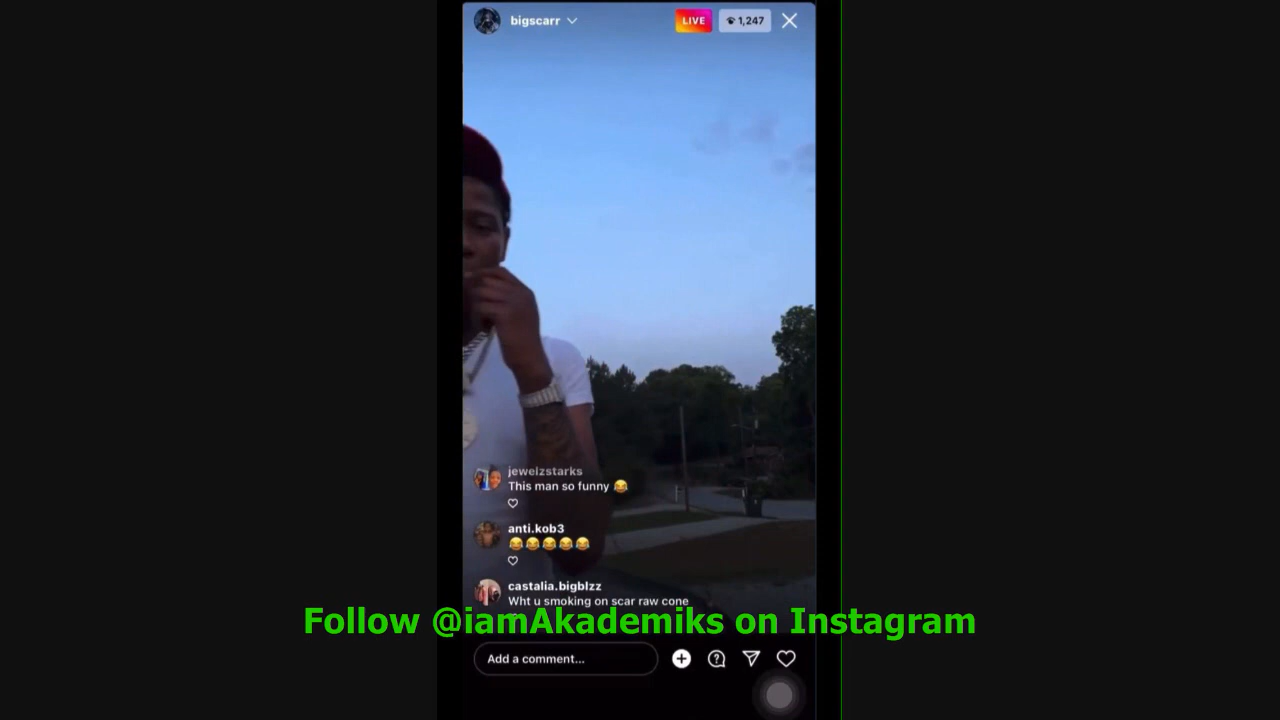 bigscarr
LIVE
1,247
jewelzstarks
This man so funny 😂
anti.kob3
😂😂😂😂😂
castalia.bigblzz
Wht u smoking on scar raw cone
Follow @iamAkademiks on Instagram
Add a comment...